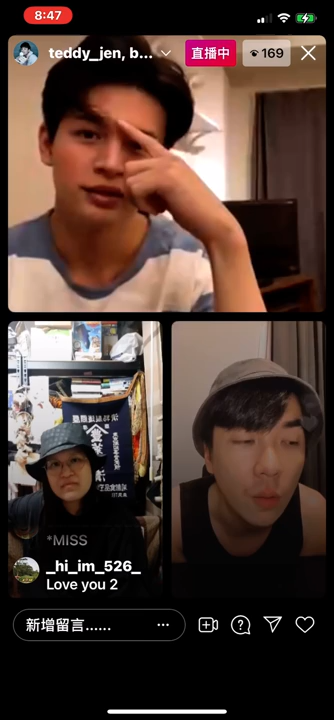 8:47
teddy_jen, b...
直播中
169
*MISS
_hi_im_526_
Love you 2
新增留言......